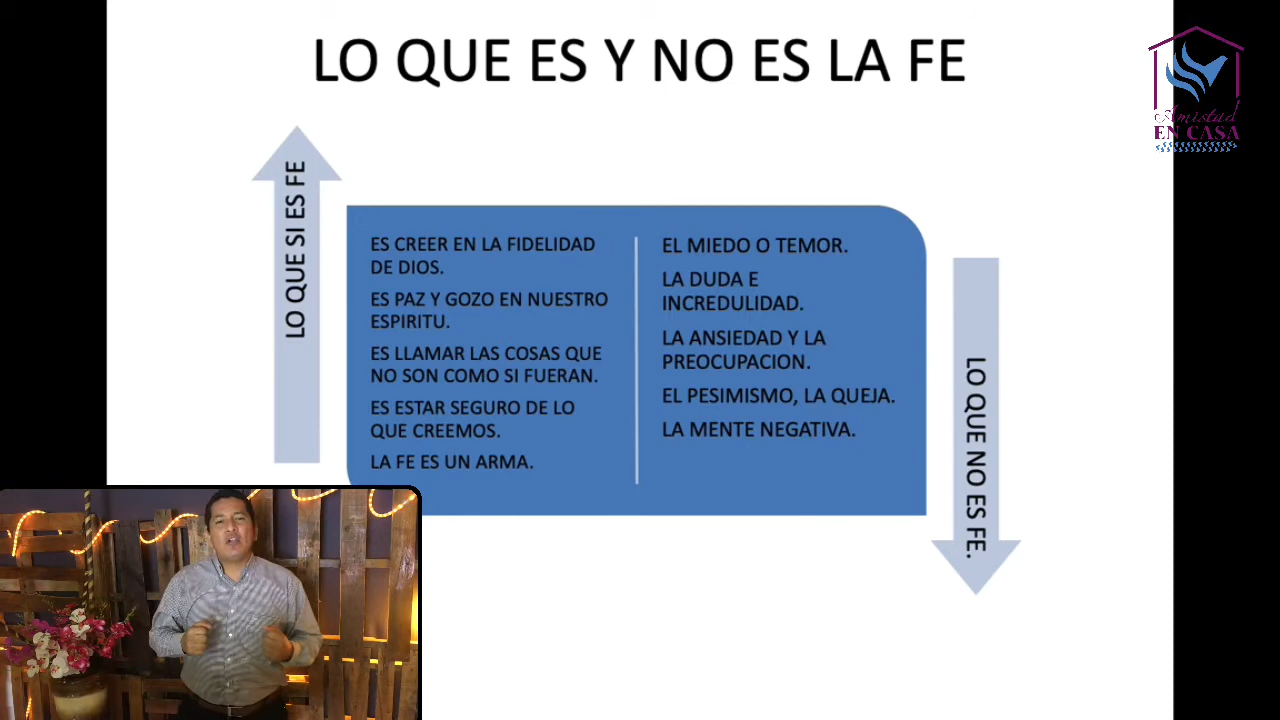 LO QUE ES Y NO ES LA FE
Amistad
EN CASA
LO QUE SI ES FE
ES CREER EN LA FIDELIDAD
DE DIOS.
ES PAZ Y GOZO EN NUESTRO
ESPIRITU.
ES LLAMAR LAS COSAS QUE
NO SON COMO SI FUERAN.
ES ESTAR SEGURO DE LO
QUE CREEMOS.
LA FE ES UN ARMA.
EL MIEDO O TEMOR.
LA DUDA E
INCREDULIDAD.
LA ANSIEDAD Y LA
PREOCUPACION.
EL PESIMISMO, LA QUEJA.
LA MENTE NEGATIVA.
LO QUE NO ES FE.